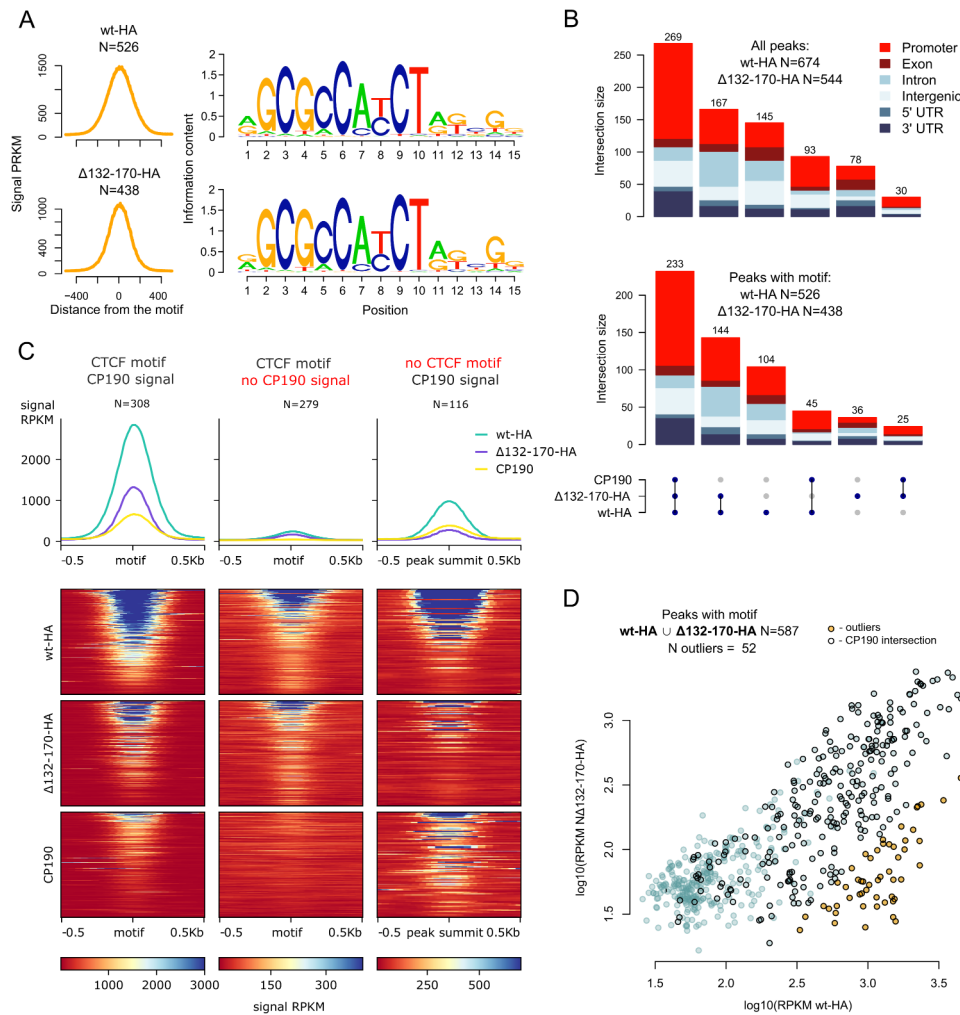 A
wt-HA
N=526
Signal PRKM
0 500 1000 1500
Δ132-170-HA
N=438
0 200 400 600 800 1000
−400 0 400
Distance from the motif
Information content
0 0.5 1 1.5 2
1 2 3 4 5 6 7 8 9 10 11 12 13 14 15
0 0.5 1 1.5 2
1 2 3 4 5 6 7 8 9 10 11 12 13 14 15
Position
B
All peaks:
wt-HA N=674
Δ132-170-HA N=544
Promoter
Exon
Intron
Intergenic
5' UTR
3' UTR
Intersection size
0 50 100 150 200 250
269 167 145 93 78 30
Peaks with motif:
wt-HA N=526
Δ132-170-HA N=438
Intersection size
0 50 100 150 200
233 144 104 45 36 25
CP190
Δ132-170-HA
wt-HA
C
CTCF motif
CP190 signal
N=308
CTCF motif
no CP190 signal
N=279
no CTCF motif
CP190 signal
N=116
signal
RPKM
2000
1000
0
wt-HA
Δ132-170-HA
CP190
-0.5 motif 0.5Kb
-0.5 motif 0.5Kb
-0.5 peak summit 0.5Kb
wt-HA
Δ132-170-HA
CP190
-0.5 motif 0.5Kb
-0.5 motif 0.5Kb
-0.5 peak summit 0.5Kb
1000 2000 3000
100 300
250 500
signal RPKM
D
Peaks with motif
wt-HA ∪ Δ132-170-HA N=587
N outliers = 52
- outliers
- CP190 intersection
log10(RPKM NΔ132-170-HA)
1.5 2.0 2.5 3.0
1.5 2.0 2.5 3.0 3.5
log10(RPKM wt-HA)